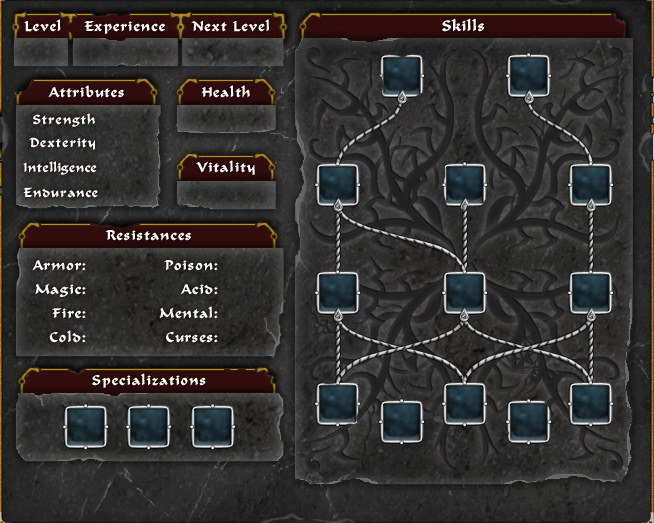 Level Experience Next Level
Skills
Attributes
Strength
Dexterity
Intelligence
Endurance
Health
Vitality
Resistances
Armor: Poison:
Magic: Acid:
Fire: Mental:
Cold: Curses:
Specializations